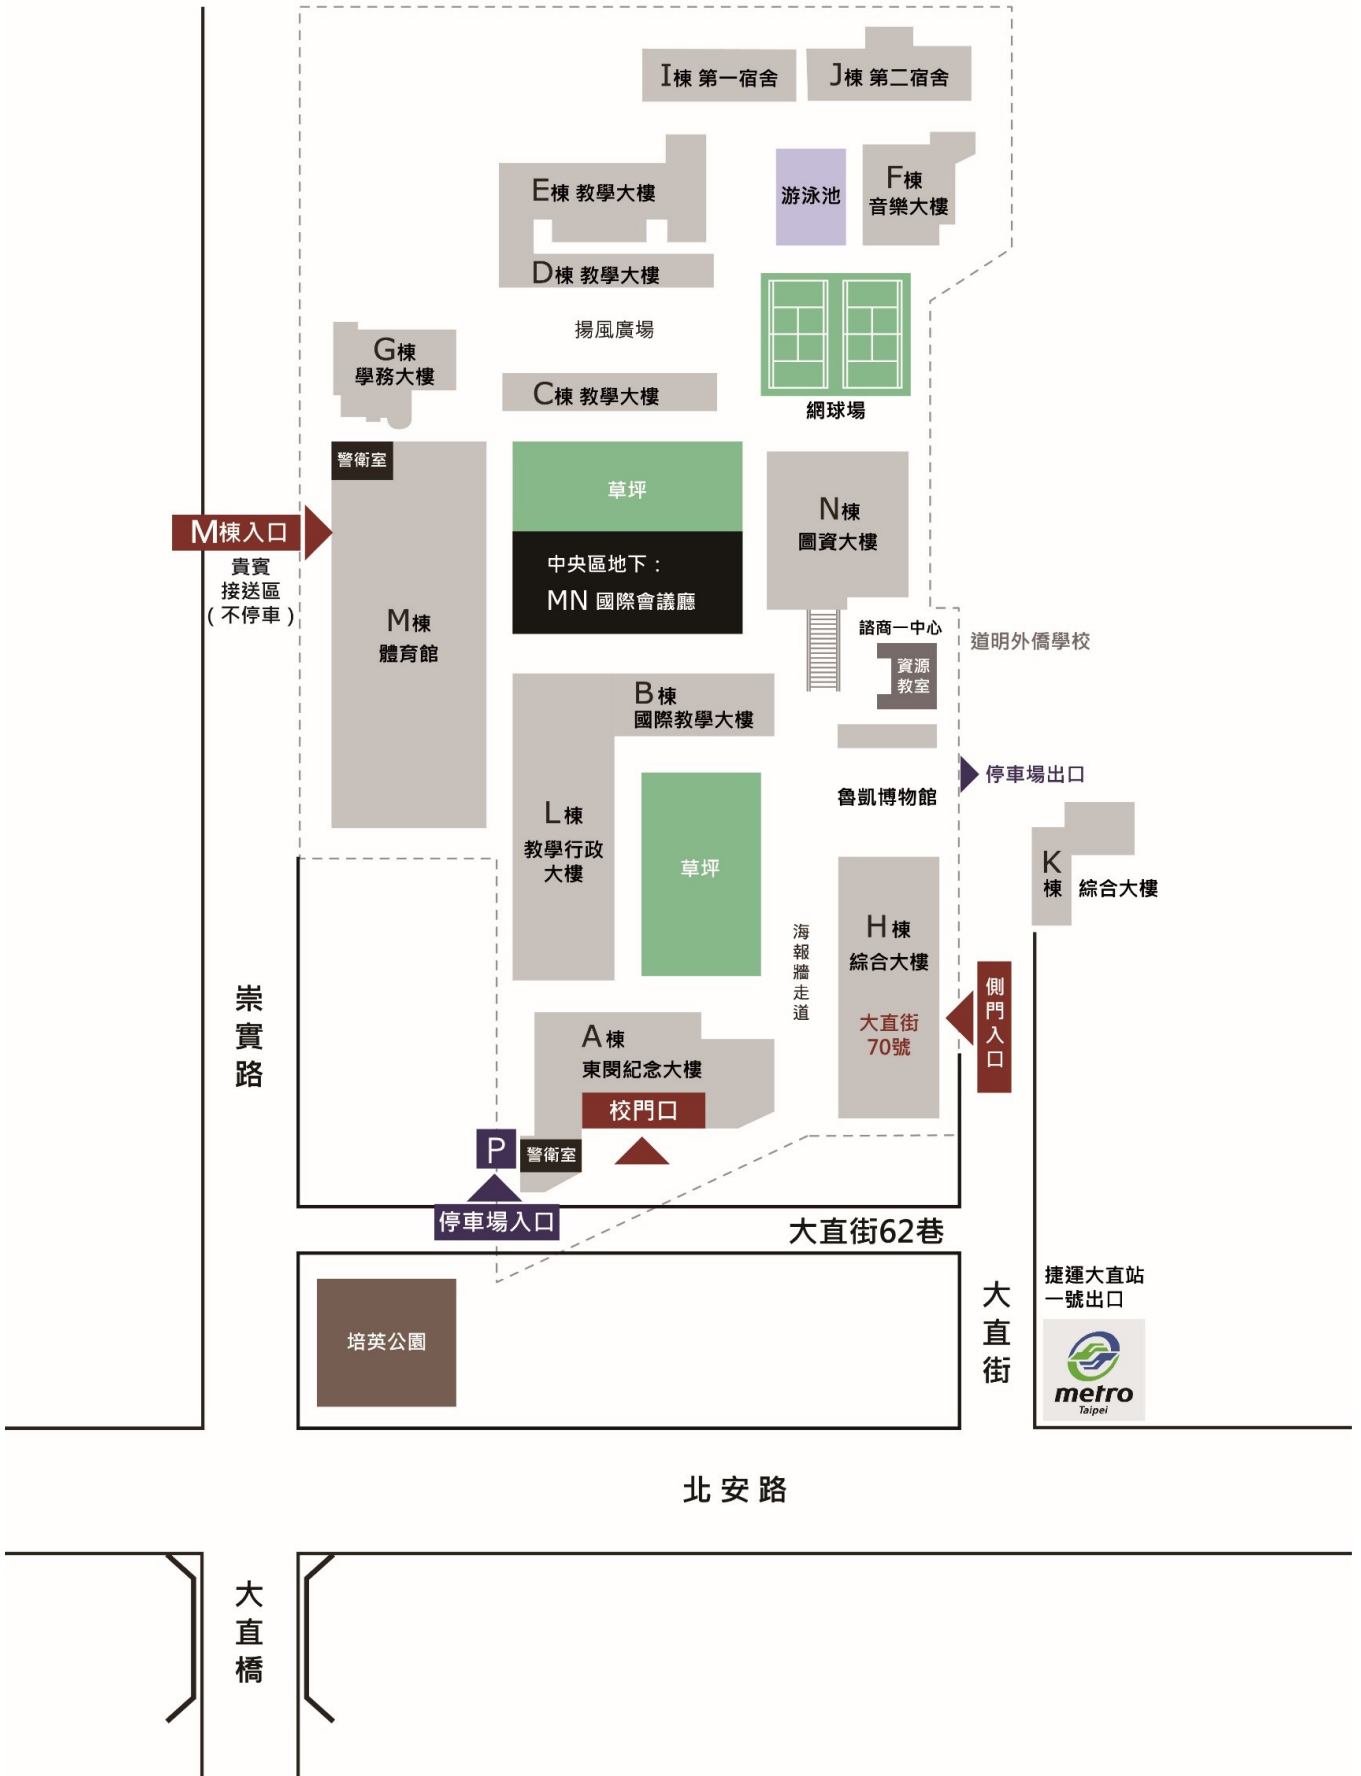 I棟 第一宿舍
J棟 第二宿舍
E棟 教學大樓
游泳池
F棟
音樂大樓
D棟 教學大樓
揚風廣場
G棟
學務大樓
C棟 教學大樓
網球場
警衛室
草坪
M棟入口
貴賓
接送區
(不停車)
中央區地下：
MN 國際會議廳
N棟
圖資大樓
M棟
體育館
諮商一中心
資源
教室
道明外僑學校
B棟
國際教學大樓
停車場出口
魯凱博物館
L棟
教學行政
大樓
草坪
K
棟 綜合大樓
海報牆走道
H棟
綜合大樓
大直街
70號
側門入口
崇實路
A棟
東閔紀念大樓
校門口
P
警衛室
停車場入口
大直街62巷
培英公園
大直街
捷運大直站
一號出口
metro
Taipei
北安路
大直橋